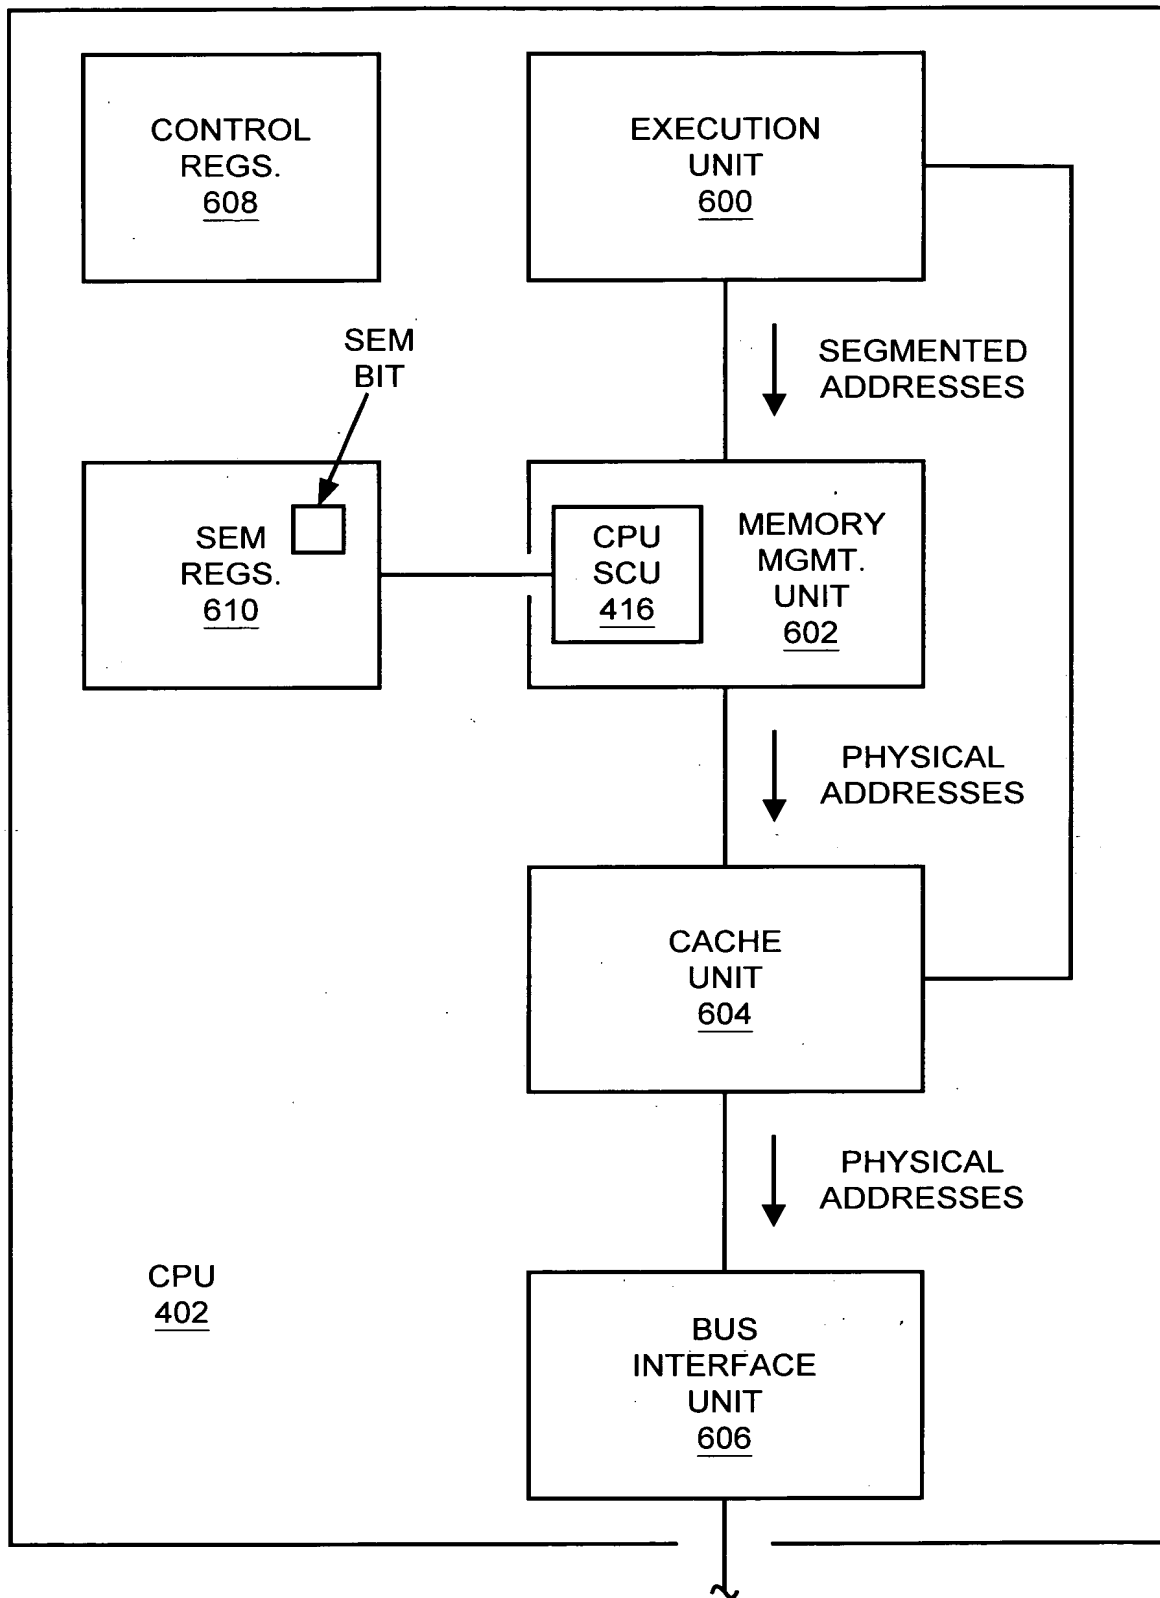 CONTROL
REGS.
608
EXECUTION
UNIT
600
SEM
BIT
SEGMENTED
ADDRESSES
SEM
REGS.
610
CPU
SCU
416
MEMORY
MGMT.
UNIT
602
PHYSICAL
ADDRESSES
CACHE
UNIT
604
PHYSICAL
ADDRESSES
CPU
402
BUS
INTERFACE
UNIT
606